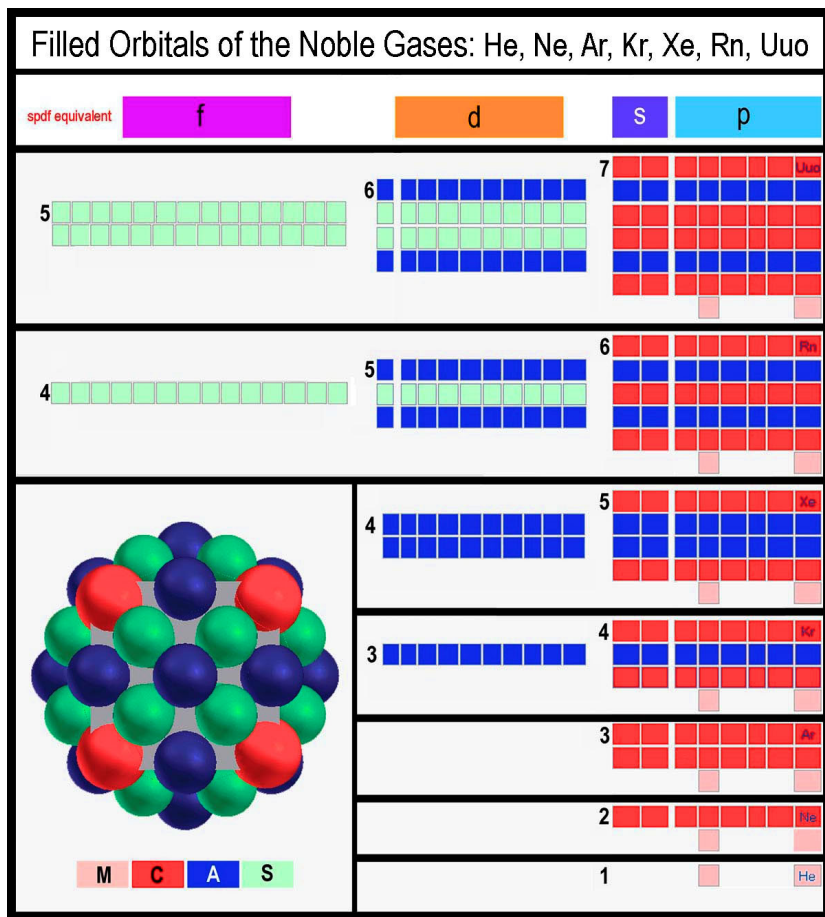 Filled Orbitals of the Noble Gases: He, Ne, Ar, Kr, Xe, Rn, Uuo
spdf equivalent f d s p
7 Uuo
6
5
6 Rn
5
4
5 Xe
4
4 Kr
3
3 Ar
2 Ne
M C A S
1 He